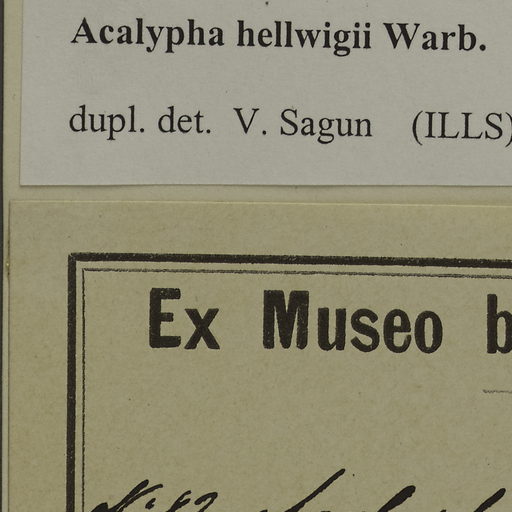 Acalypha hellwigii Warb.
dupl. det. V. Sagun (ILLS)
Ex Museo b